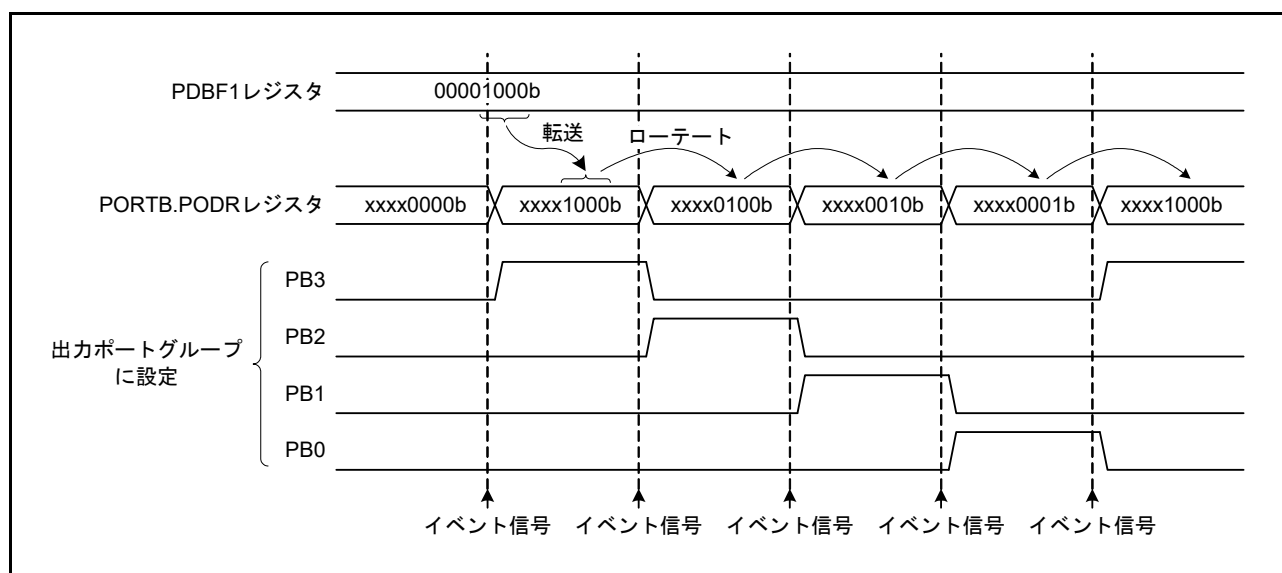 PDBF1レジスタ
00001000b
転送
ローテート
PORTB.PODRレジスタ
xxxx0000b
xxxx1000b
xxxx0100b
xxxx0010b
xxxx0001b
xxxx1000b
PB3
PB2
出力ポートグループ
に設定
PB1
PB0
イベント信号
イベント信号
イベント信号
イベント信号
イベント信号